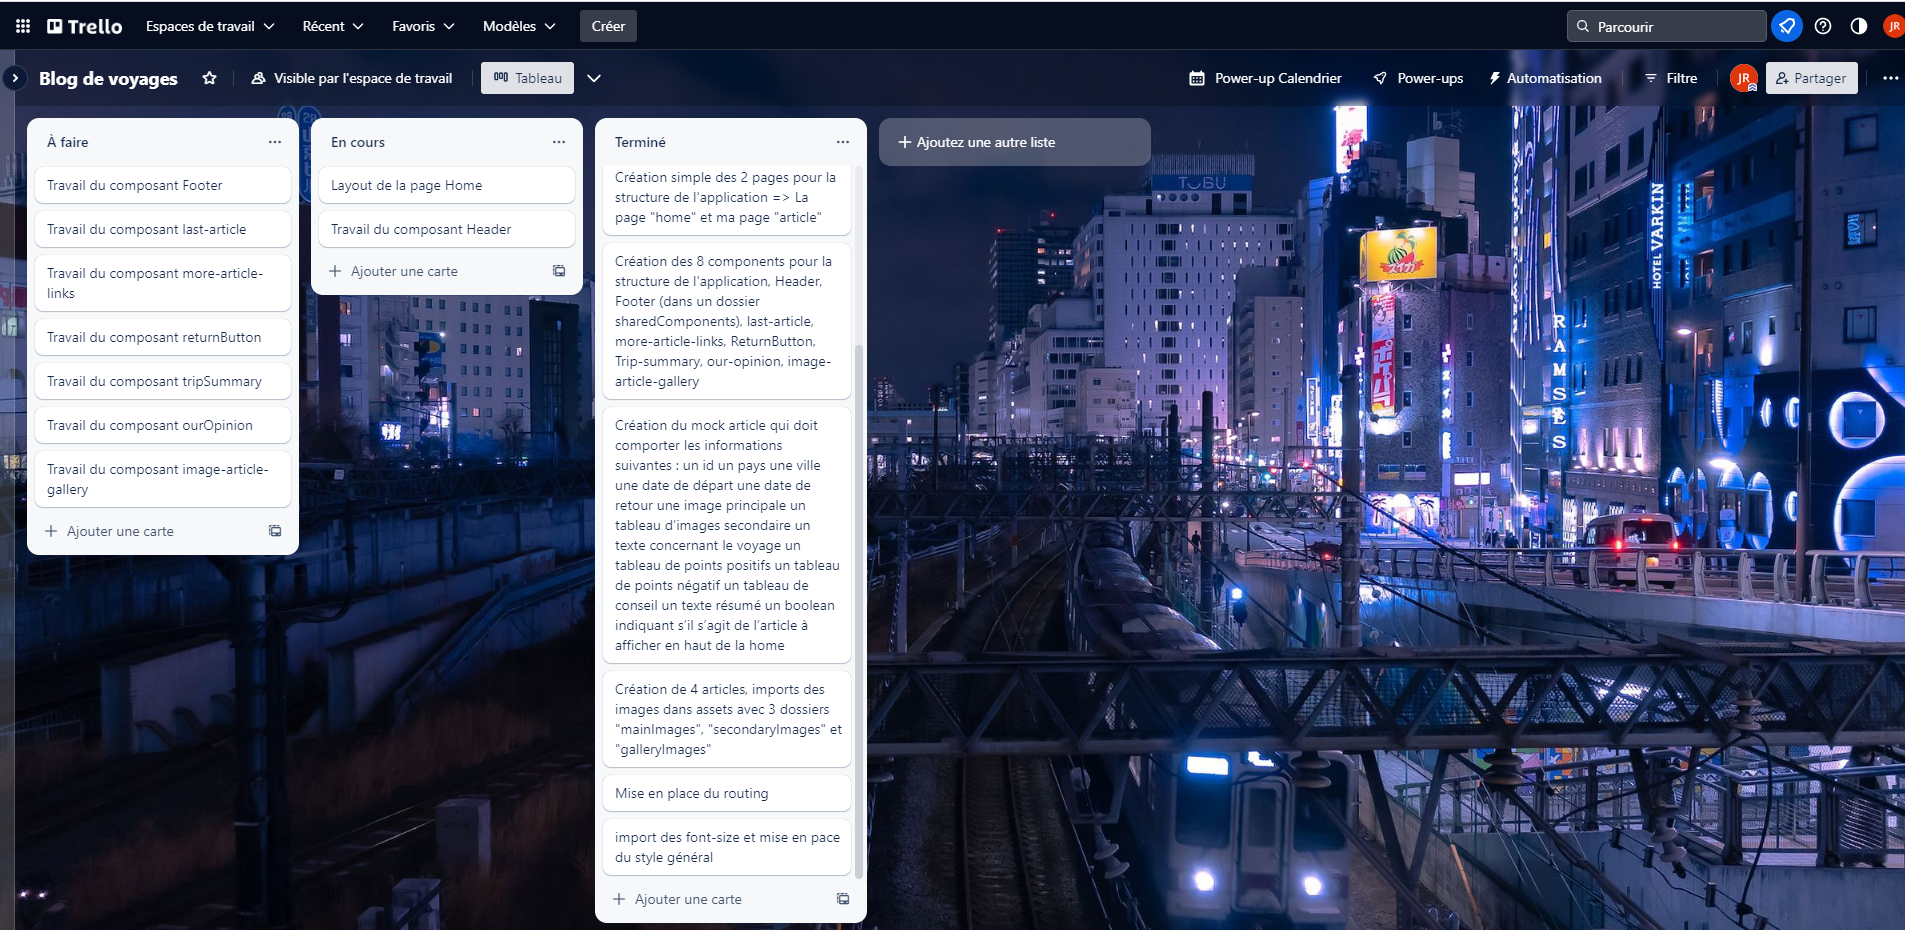 Trello
Espaces de travail
Récent
Favoris
Modèles
Créer
Parcourir
JR
Blog de voyages
Visible par l'espace de travail
Tableau
Power-up Calendrier
Power-ups
Automatisation
Filtre
JR
Partager
À faire
Travail du composant Footer
Travail du composant last-article
Travail du composant more-article-
links
Travail du composant returnButton
Travail du composant tripSummary
Travail du composant ourOpinion
Travail du composant image-article-
gallery
Ajouter une carte
En cours
Layout de la page Home
Travail du composant Header
Ajouter une carte
Terminé
Création simple des 2 pages pour la
structure de l'application => La
page "home" et ma page "article"
Création des 8 components pour la
structure de l'application, Header,
Footer (dans un dossier
sharedComponents), last-article,
more-article-links, ReturnButton,
Trip-summary, our-opinion, image-
article-gallery
Création du mock article qui doit
comporter les informations
suivantes : un id un pays une ville
une date de départ une date de
retour une image principale un
tableau d’images secondaire un
texte concernant le voyage un
tableau de points positifs un tableau
de points négatif un tableau de
conseil un texte résumé un boolean
indiquant s’il s’agit de l’article à
afficher en haut de la home
Création de 4 articles, imports des
images dans assets avec 3 dossiers
"mainImages", "secondaryImages" et
"galleryImages"
Mise en place du routing
import des font-size et mise en pace
du style général
Ajouter une carte
Ajoutez une autre liste
TOBU
HOTEL VARKIN
RAMSES